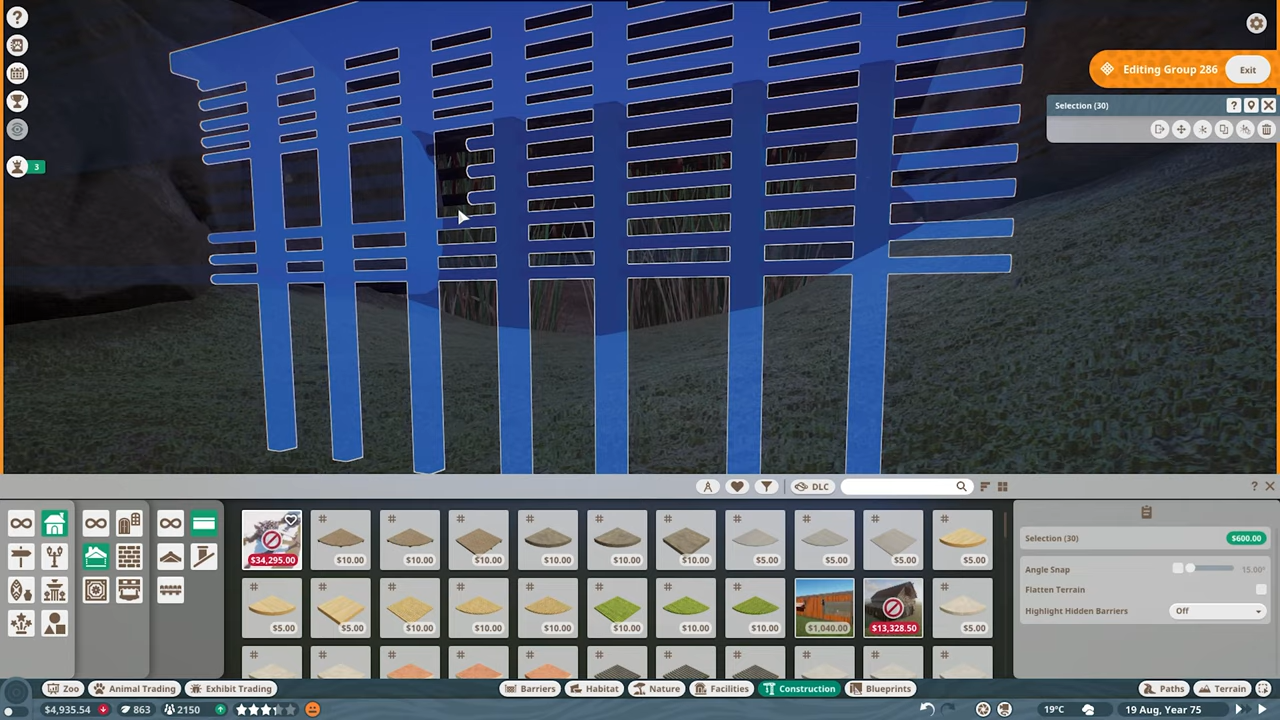 ?
Editing Group 286
Exit
Selection (30)
?
3
DLC
?
$34,295.00
$10.00
$10.00
$10.00
$10.00
$10.00
$10.00
$5.00
$5.00
$5.00
$10.00
$5.00
$5.00
$10.00
$10.00
$10.00
$10.00
$10.00
$10.00
$1,040.00
$13,328.50
$5.00
Selection (30)
$600.00
Angle Snap
15.00°
Flatten Terrain
Highlight Hidden Barriers
Off
Zoo
Animal Trading
Exhibit Trading
Barriers
Habitat
Nature
Facilities
Construction
Blueprints
Paths
Terrain
$4,935.54
863
2150
19°C
19 Aug, Year 75